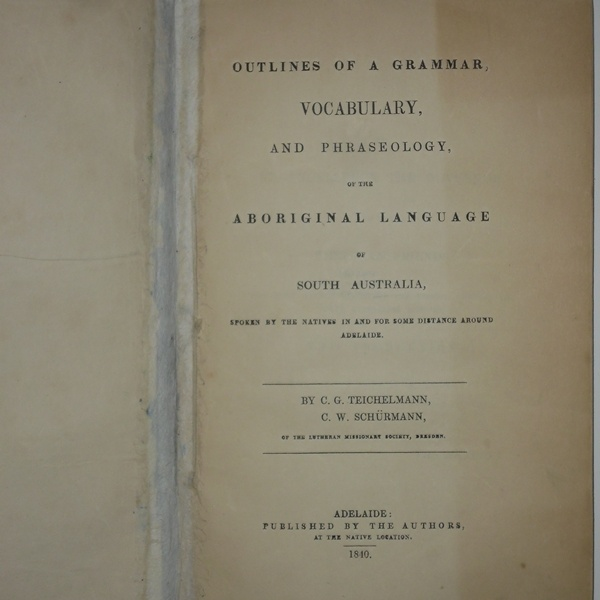 OUTLINES OF A GRAMMAR,
VOCABULARY,
AND PHRASEOLOGY,
OF THE
ABORIGINAL LANGUAGE
OF
SOUTH AUSTRALIA,
SPOKEN BY THE NATIVES IN AND FOR SOME DISTANCE AROUND
ADELAIDE.
BY C. G. TEICHELMANN,
C. W. SCHÜRMANN,
OF THE LUTHERAN MISSIONARY SOCIETY, DRESDEN.
ADELAIDE:
PUBLISHED BY THE AUTHORS,
AT THE NATIVE LOCATION.
1840.